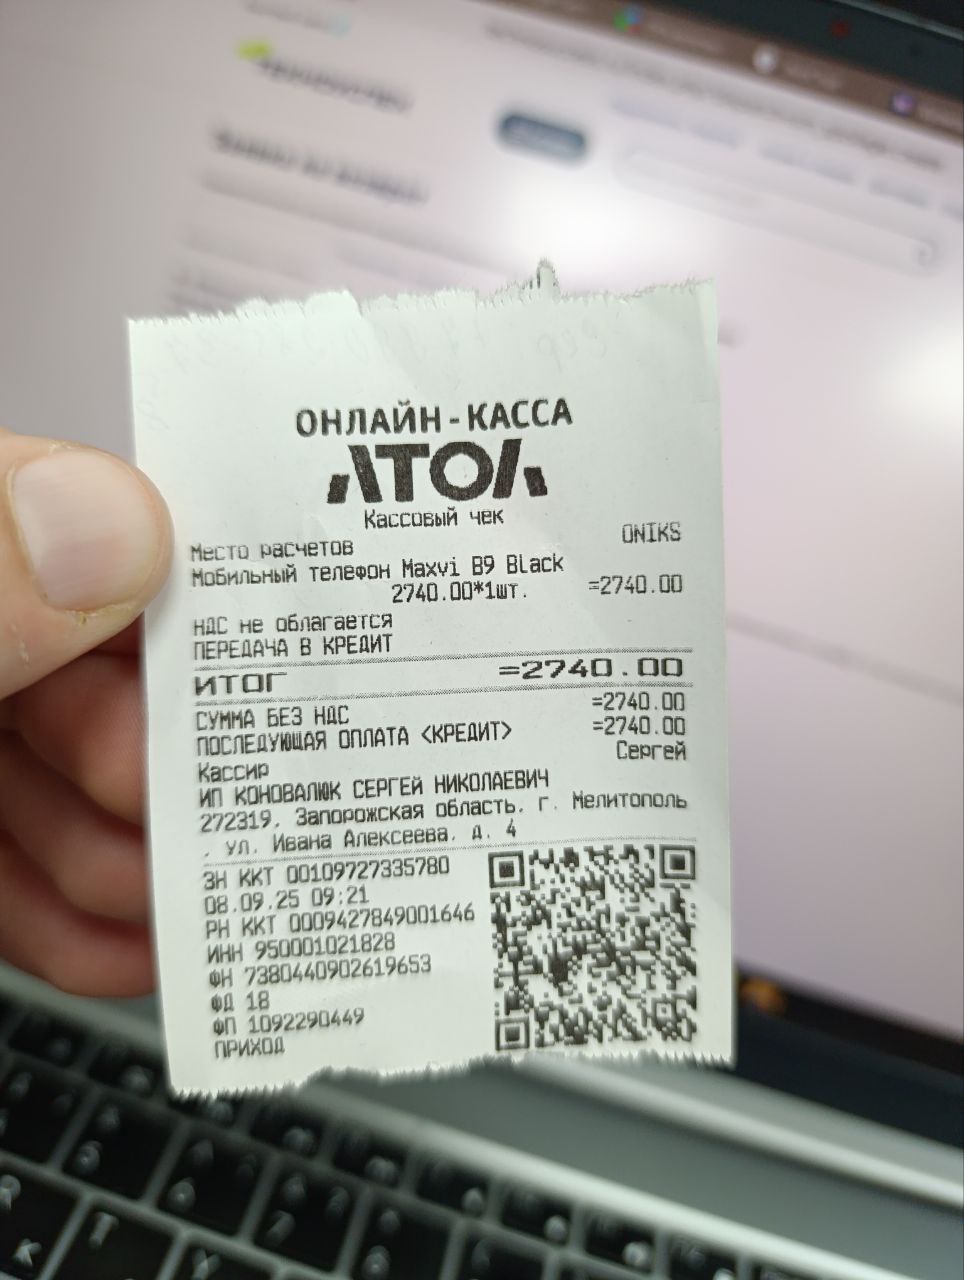 ОНЛАЙН-КАССА
АТОЛ
Кассовый чек
Место расчетов ONIKS
Мобильный телефон Maxvi B9 Black
2740.00*1шт. =2740.00
НДС не облагается
ПЕРЕДАЧА В КРЕДИТ
ИТОГ =2740.00
СУММА БЕЗ НДС =2740.00
ПОСЛЕДУЮЩАЯ ОПЛАТА <КРЕДИТ> =2740.00
Кассир Сергей
ИП КОНОВАЛЮК СЕРГЕЙ НИКОЛАЕВИЧ
272319, Запорожская область, г. Мелитополь
, ул. Ивана Алексеева, д. 4
ЗН ККТ 00109727335780
08.09.25 09:21
РН ККТ 0009427849001646
ИНН 950001021828
ФН 7380440902619653
ФД 18
ФП 1092290449
ПРИХОД